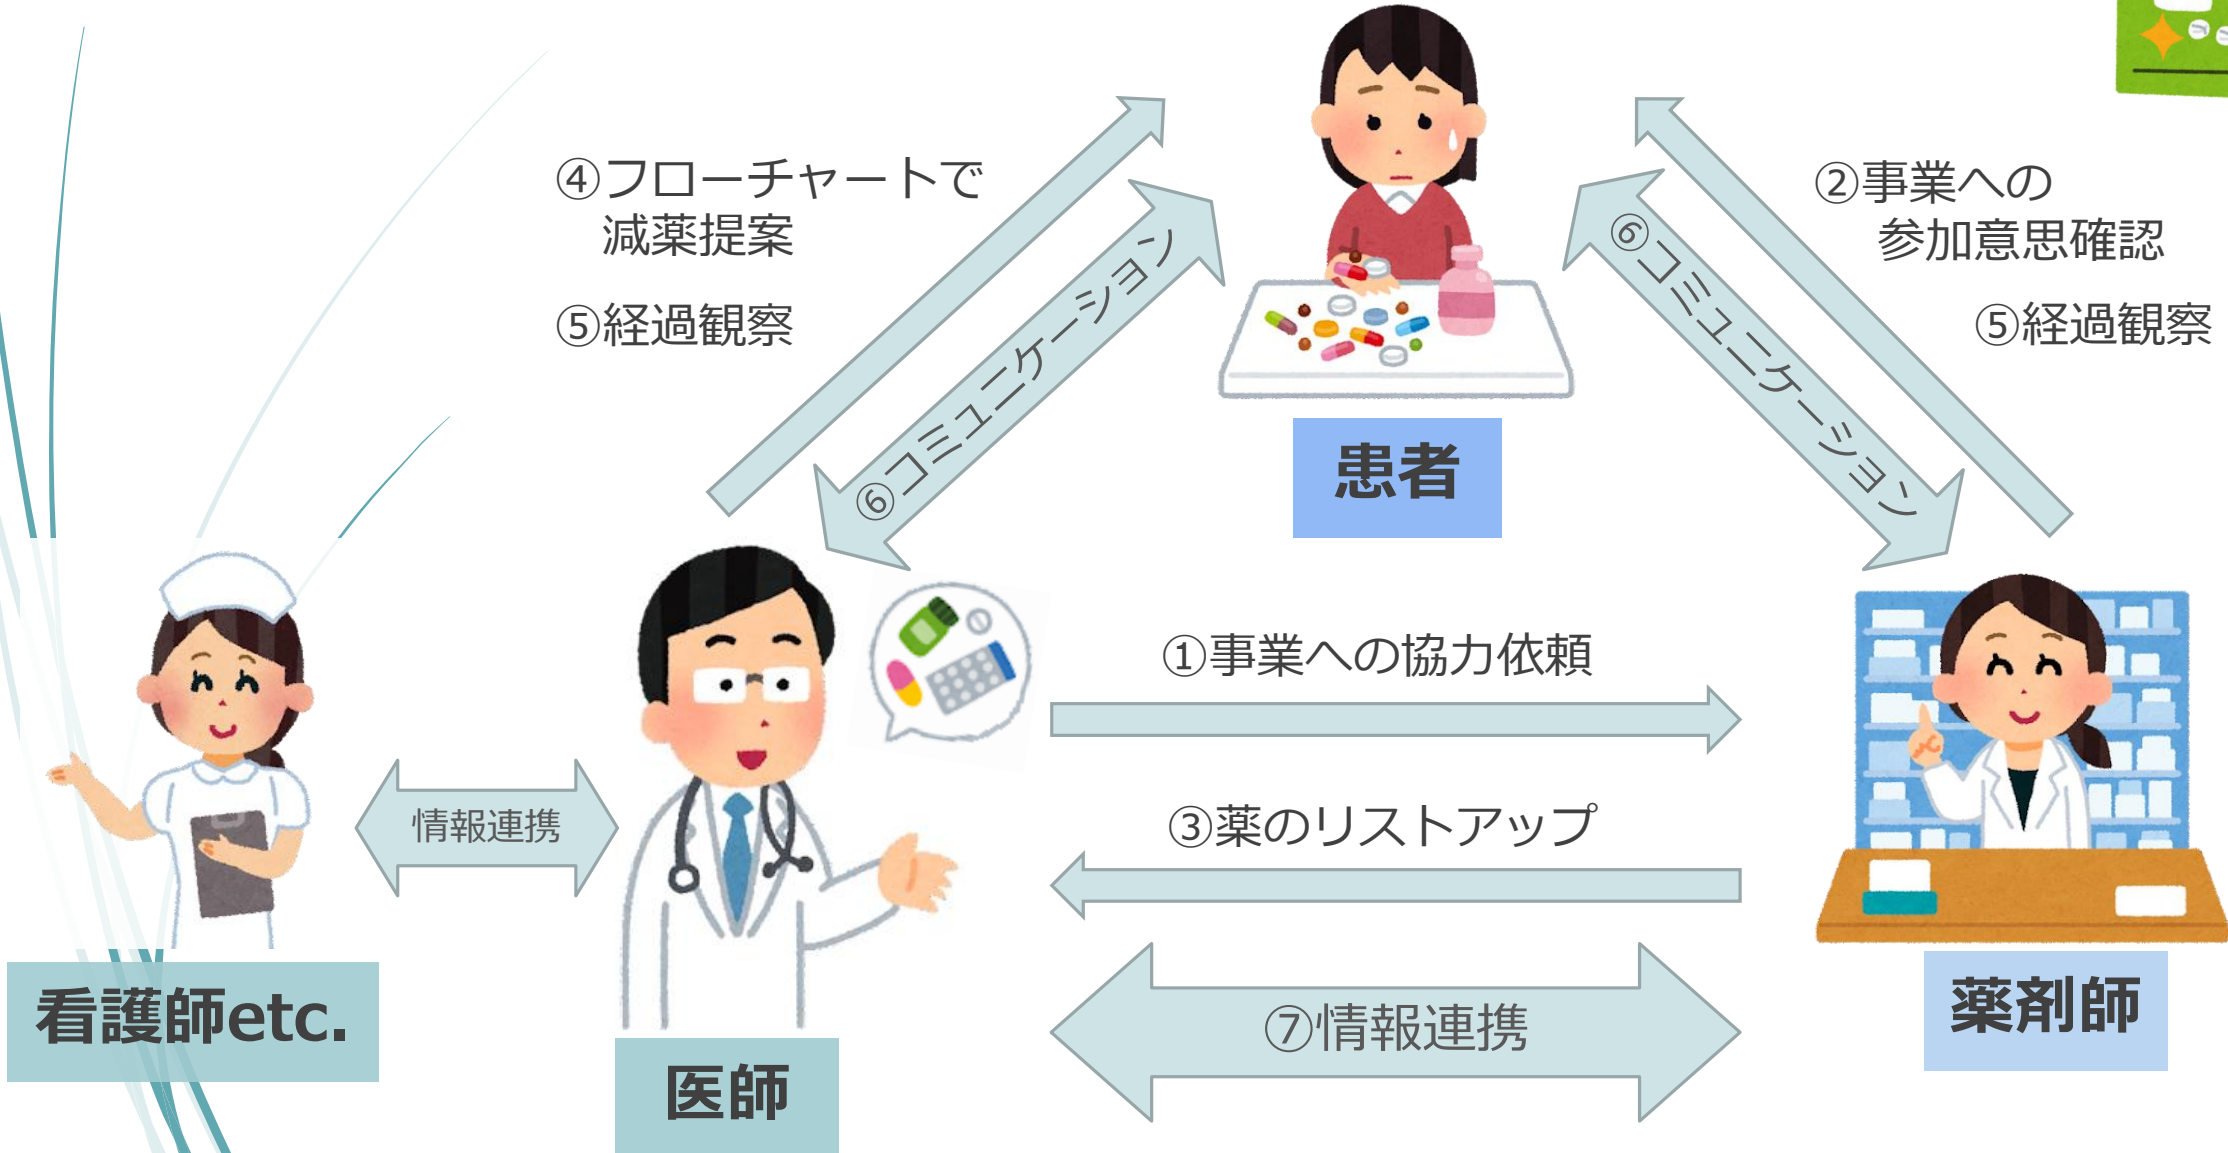 ④フローチャートで
減薬提案
⑤経過観察
⑥コミュニケーション
②事業への
参加意思確認
⑤経過観察
⑥コミュニケーション
患者
①事業への協力依頼
③薬のリストアップ
情報連携
⑦情報連携
看護師etc.
医師
薬剤師